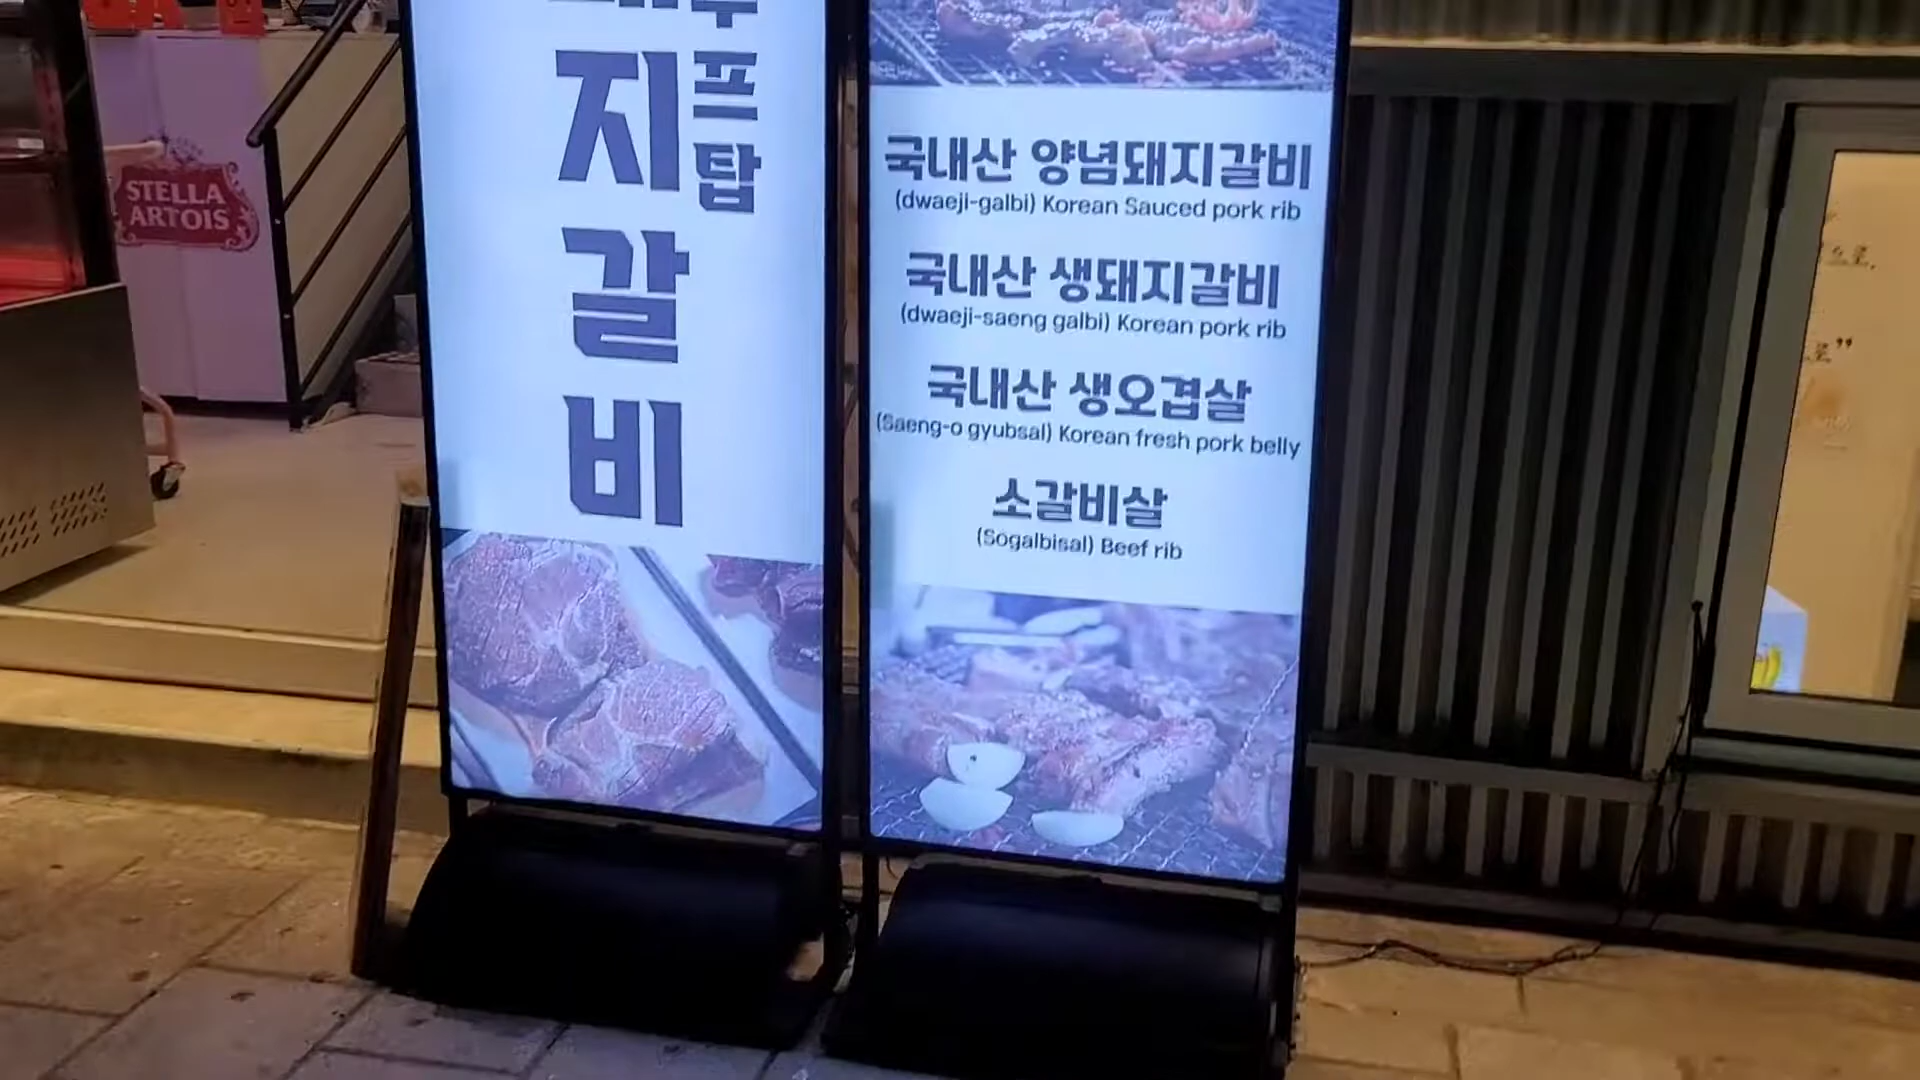 STELLA
ARTOIS
루프탑
돼지갈비
국내산 양념돼지갈비
(dwaeji-galbi) Korean Sauced pork rib
국내산 생돼지갈비
(dwaeji-saeng galbi) Korean pork rib
국내산 생오겹살
(Saeng-o gyubsal) Korean fresh pork belly
소갈비살
(Sogalbisal) Beef rib